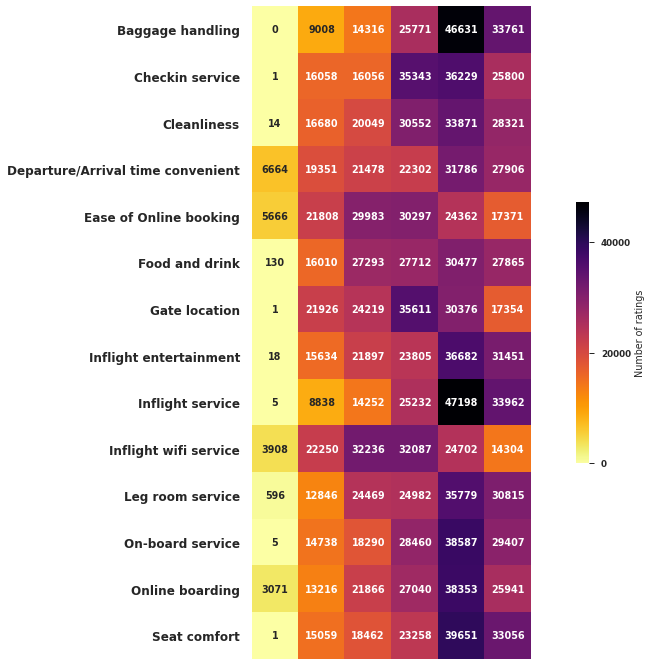 Baggage handling 0 9008 14316 25771 46631 33761
Checkin service 1 16058 16056 35343 36229 25800
Cleanliness 14 16680 20049 30552 33871 28321
Departure/Arrival time convenient 6664 19351 21478 22302 31786 27906
Ease of Online booking 5666 21808 29983 30297 24362 17371
Food and drink 130 16010 27293 27712 30477 27865
Gate location 1 21926 24219 35611 30376 17354
Inflight entertainment 18 15634 21897 23805 36682 31451
Inflight service 5 8838 14252 25232 47198 33962
Inflight wifi service 3908 22250 32236 32087 24702 14304
Leg room service 596 12846 24469 24982 35779 30815
On-board service 5 14738 18290 28460 38587 29407
Online boarding 3071 13216 21866 27040 38353 25941
Seat comfort 1 15059 18462 23258 39651 33056
40000
20000
0
Number of ratings